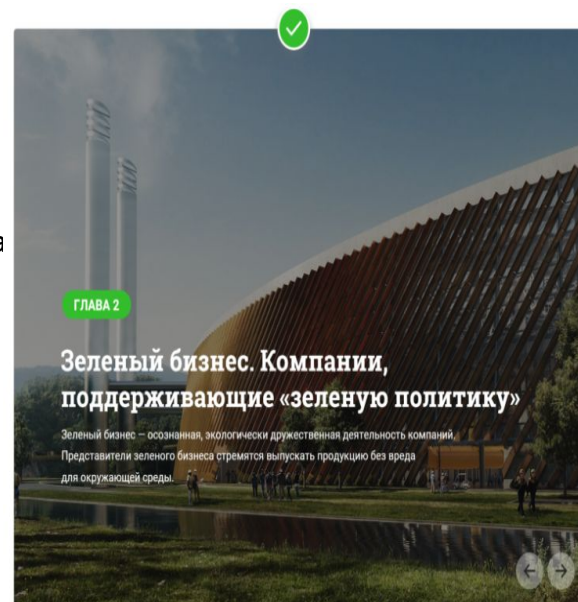 а
ГЛАВА 2
Зеленый бизнес. Компании,
поддерживающие «зеленую политику»
Зеленый бизнес – осознанная, экологически дружественная деятельность компаний.
Представители зеленого бизнеса стремятся выпускать продукцию без вреда
для окружающей среды.